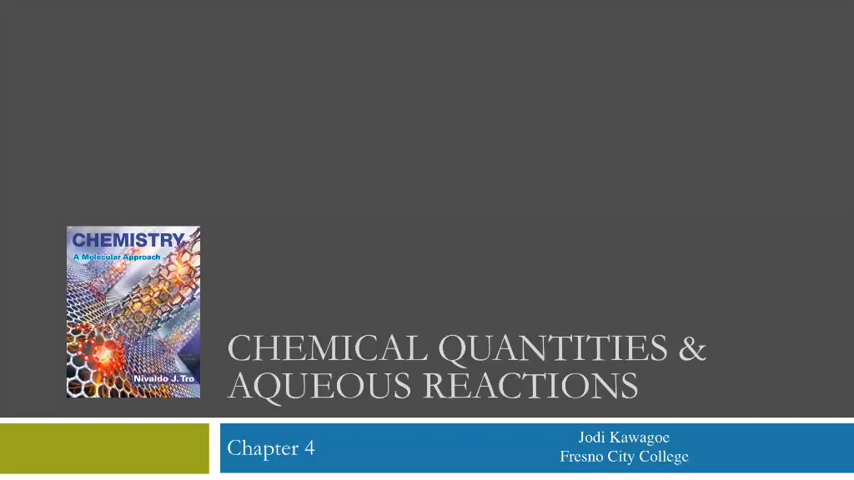 CHEMISTRY
A Molecular Approach
Nivaldo J. Tro
CHEMICAL QUANTITIES &
AQUEOUS REACTIONS
Chapter 4
Jodi Kawagoe
Fresno City College